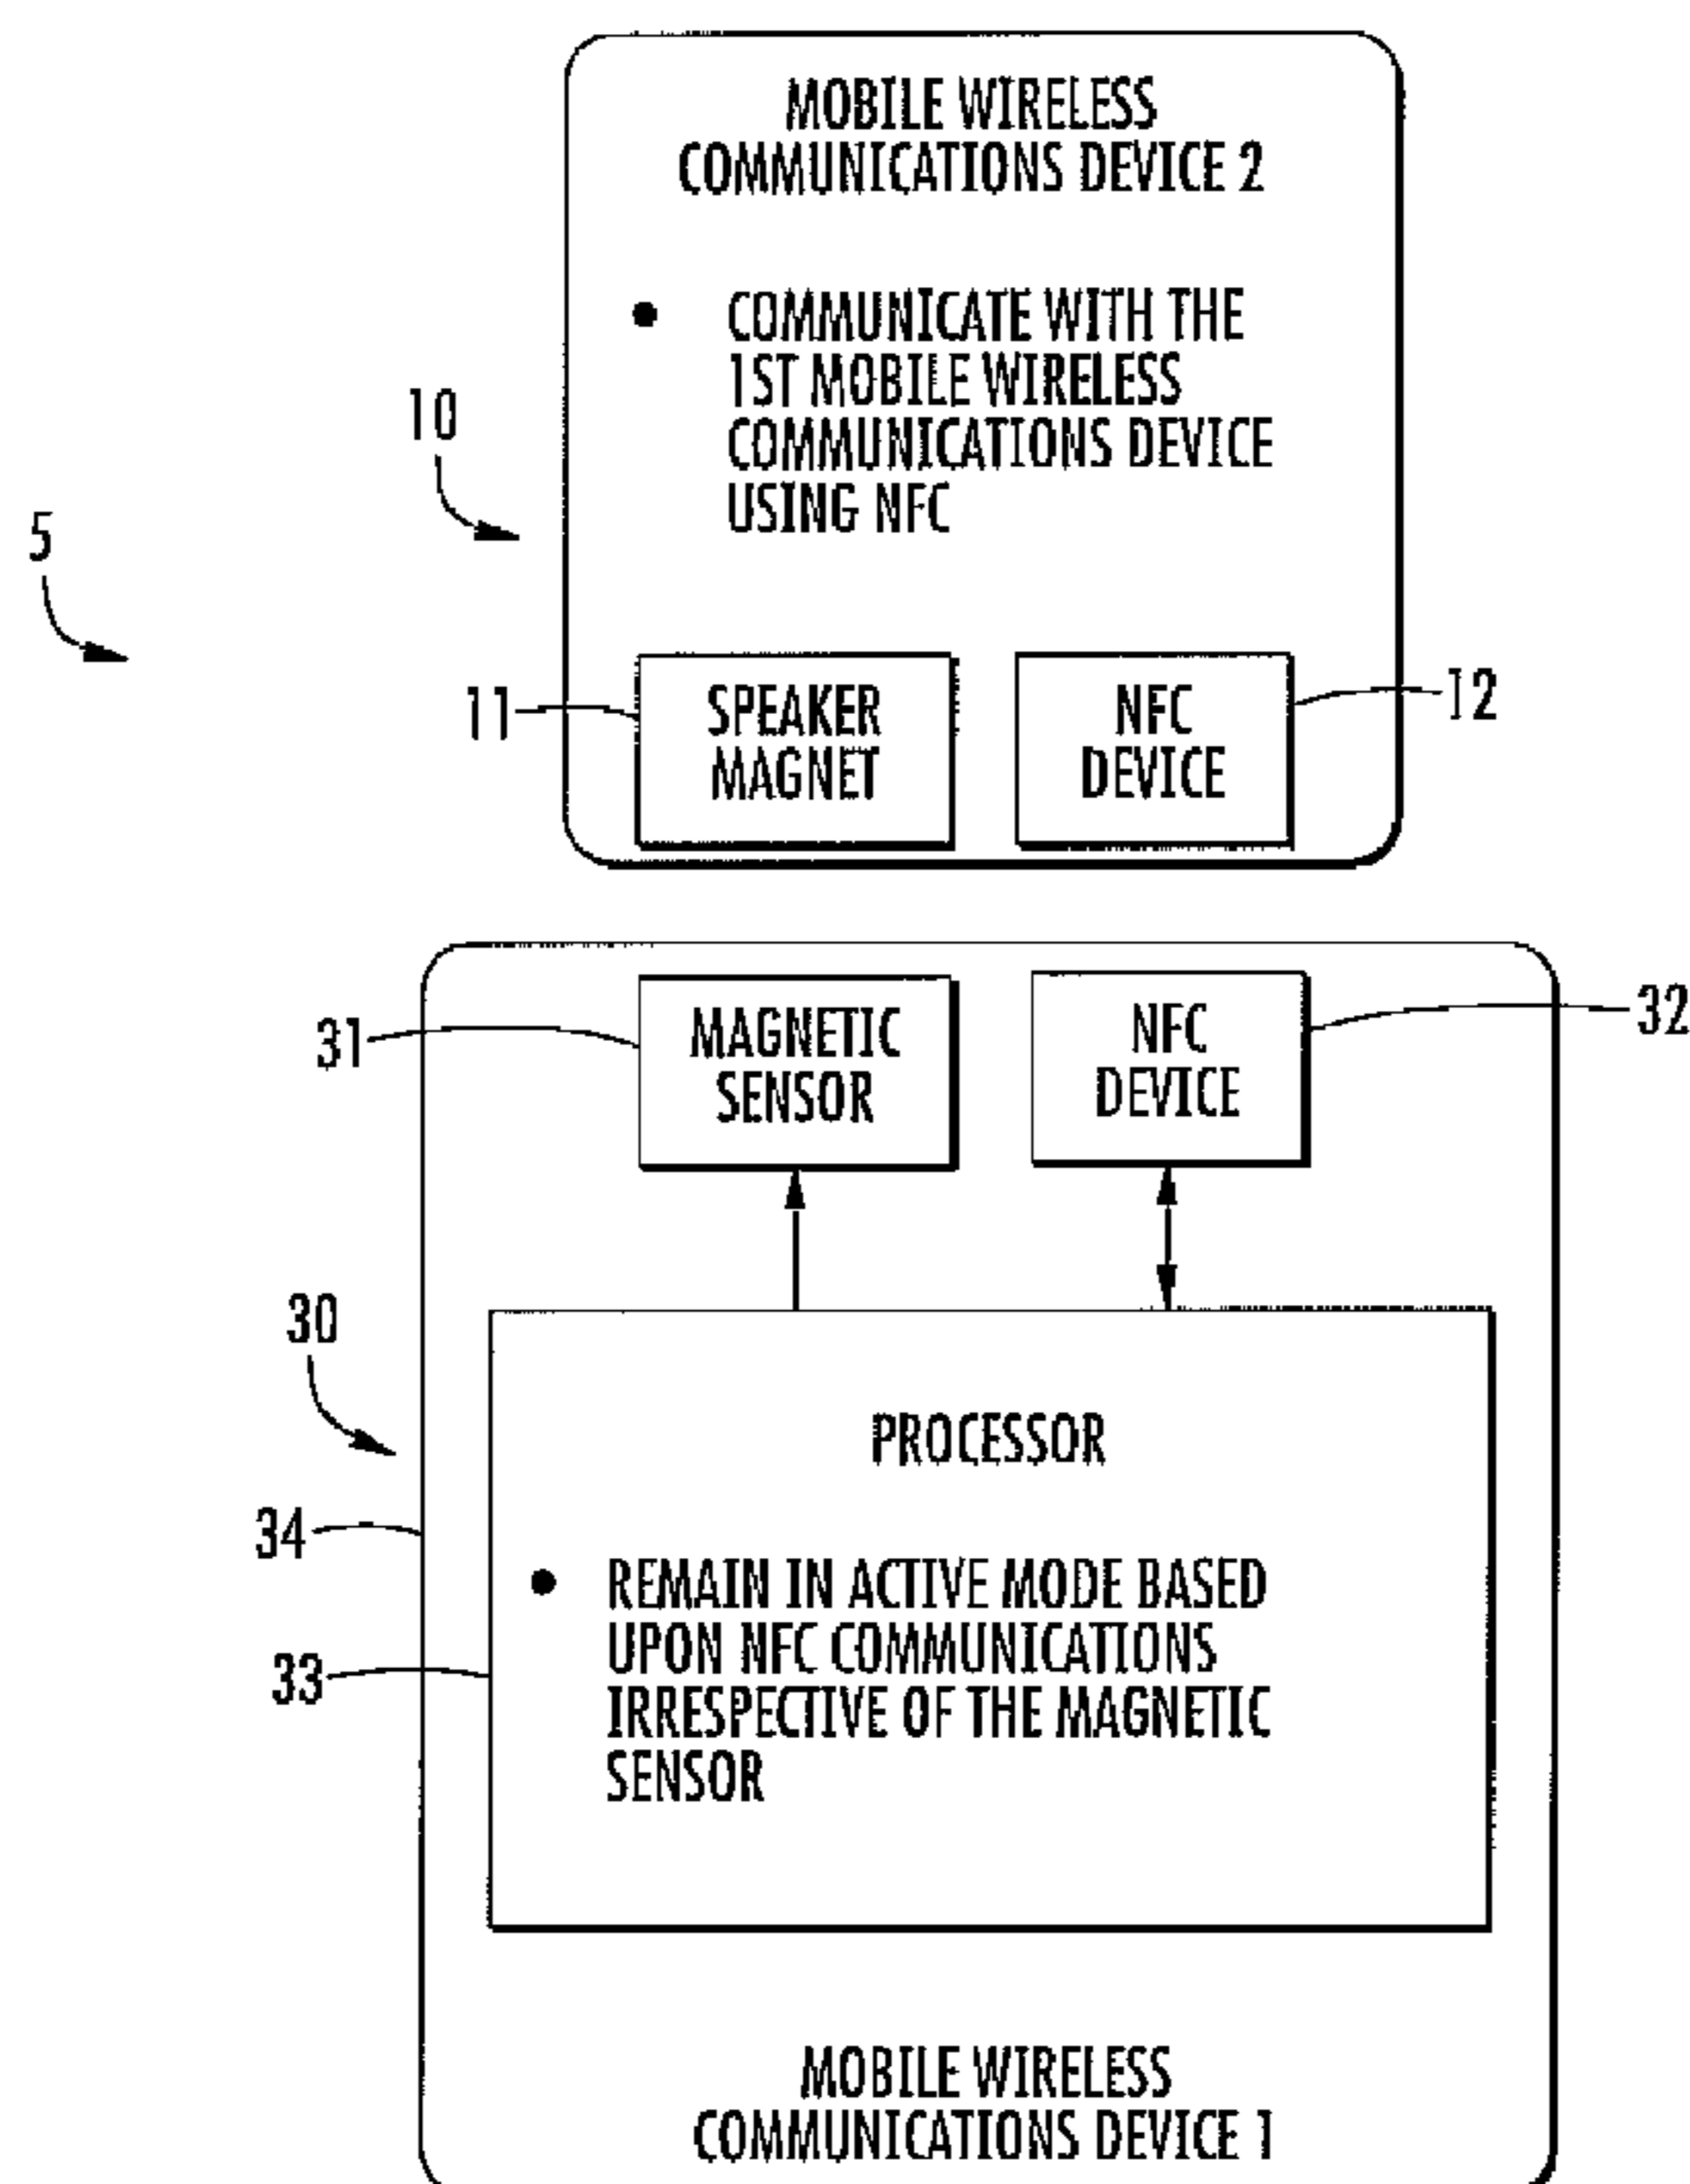 MOBILE WIRELESS
COMMUNICATIONS DEVICE 2
• COMMUNICATE WITH THE
1ST MOBILE WIRELESS
COMMUNICATIONS DEVICE
USING NFC
10
5
11
SPEAKER
MAGNET
NFC
DEVICE
12
31
MAGNETIC
SENSOR
NFC
DEVICE
32
30
PROCESSOR
34
• REMAIN IN ACTIVE MODE BASED
UPON NFC COMMUNICATIONS
IRRESPECTIVE OF THE MAGNETIC
SENSOR
33
MOBILE WIRELESS
COMMUNICATIONS DEVICE 1